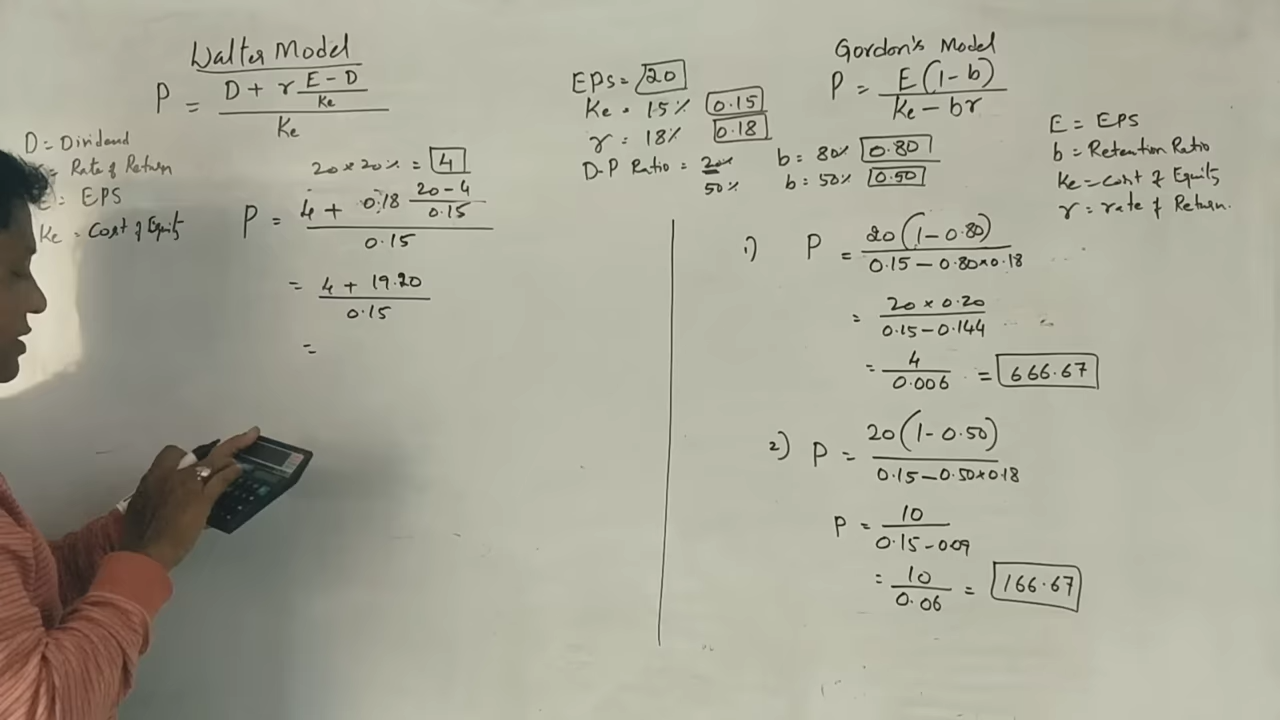 Walter Model
P = D + r E - D / Ke / Ke
D = Dividend
= Rate of Return
E = EPS
Ke = Cost of Equity
20 × 20% = 4
P = 4 + 0.18 20 - 4 / 0.15 / 0.15
= 4 + 19.20 / 0.15
=
EPS = 20
Ke = 15% 0.15
r = 18% 0.18
D-P Ratio = 20%
50%
b = 80% 0.80
b = 50% 0.50
Gordon's Model
P = E(1 - b) / Ke - br
E = EPS
b = Retention Ratio
Ke = cost of Equity
r = rate of Return.
1) P = 20(1 - 0.80) / 0.15 - 0.80×0.18
= 20 × 0.20 / 0.15 - 0.144
= 4 / 0.006 = 666.67
2) P = 20(1 - 0.50) / 0.15 - 0.50×0.18
P = 10 / 0.15 - 0.09
= 10 / 0.06 = 166.67